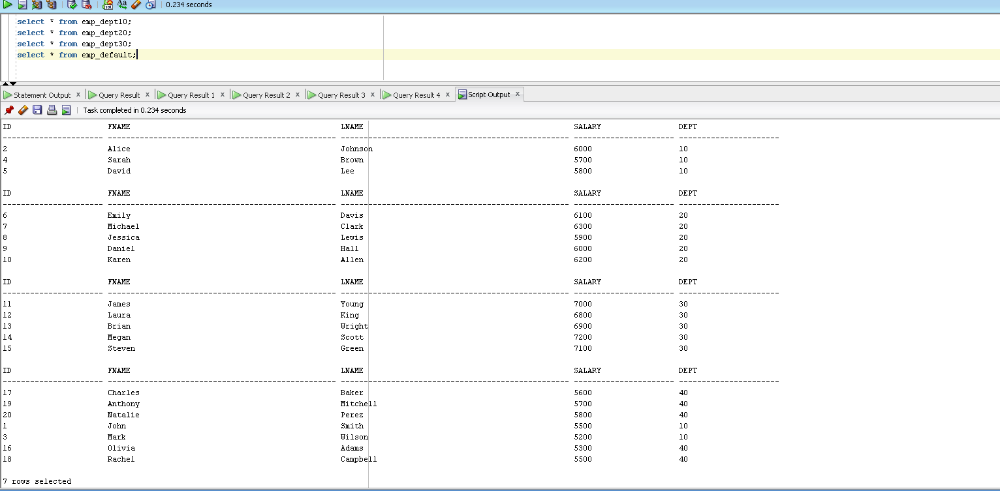 0.234 seconds
select * from emp_dept10;
select * from emp_dept20;
select * from emp_dept30;
select * from emp_default;
Statement Output x Query Result x Query Result 1 x Query Result 2 x Query Result 3 x Query Result 4 x Script Output x
Task completed in 0.234 seconds
ID FNAME LNAME SALARY DEPT
---------------------- -------------------------------------------------- -------------------------------------------------- ---------------------- ----------------------
2 Alice Johnson 6000 10
4 Sarah Brown 5700 10
5 David Lee 5800 10
ID FNAME LNAME SALARY DEPT
---------------------- -------------------------------------------------- -------------------------------------------------- ---------------------- ----------------------
6 Emily Davis 6100 20
7 Michael Clark 6300 20
8 Jessica Lewis 5900 20
9 Daniel Hall 6000 20
10 Karen Allen 6200 20
ID FNAME LNAME SALARY DEPT
---------------------- -------------------------------------------------- -------------------------------------------------- ---------------------- ----------------------
11 James Young 7000 30
12 Laura King 6800 30
13 Brian Wright 6900 30
14 Megan Scott 7200 30
15 Steven Green 7100 30
ID FNAME LNAME SALARY DEPT
---------------------- -------------------------------------------------- -------------------------------------------------- ---------------------- ----------------------
17 Charles Baker 5600 40
19 Anthony Mitchell 5700 40
20 Natalie Perez 5800 40
1 John Smith 5500 10
3 Mark Wilson 5200 10
16 Olivia Adams 5300 40
18 Rachel Campbell 5500 40
7 rows selected